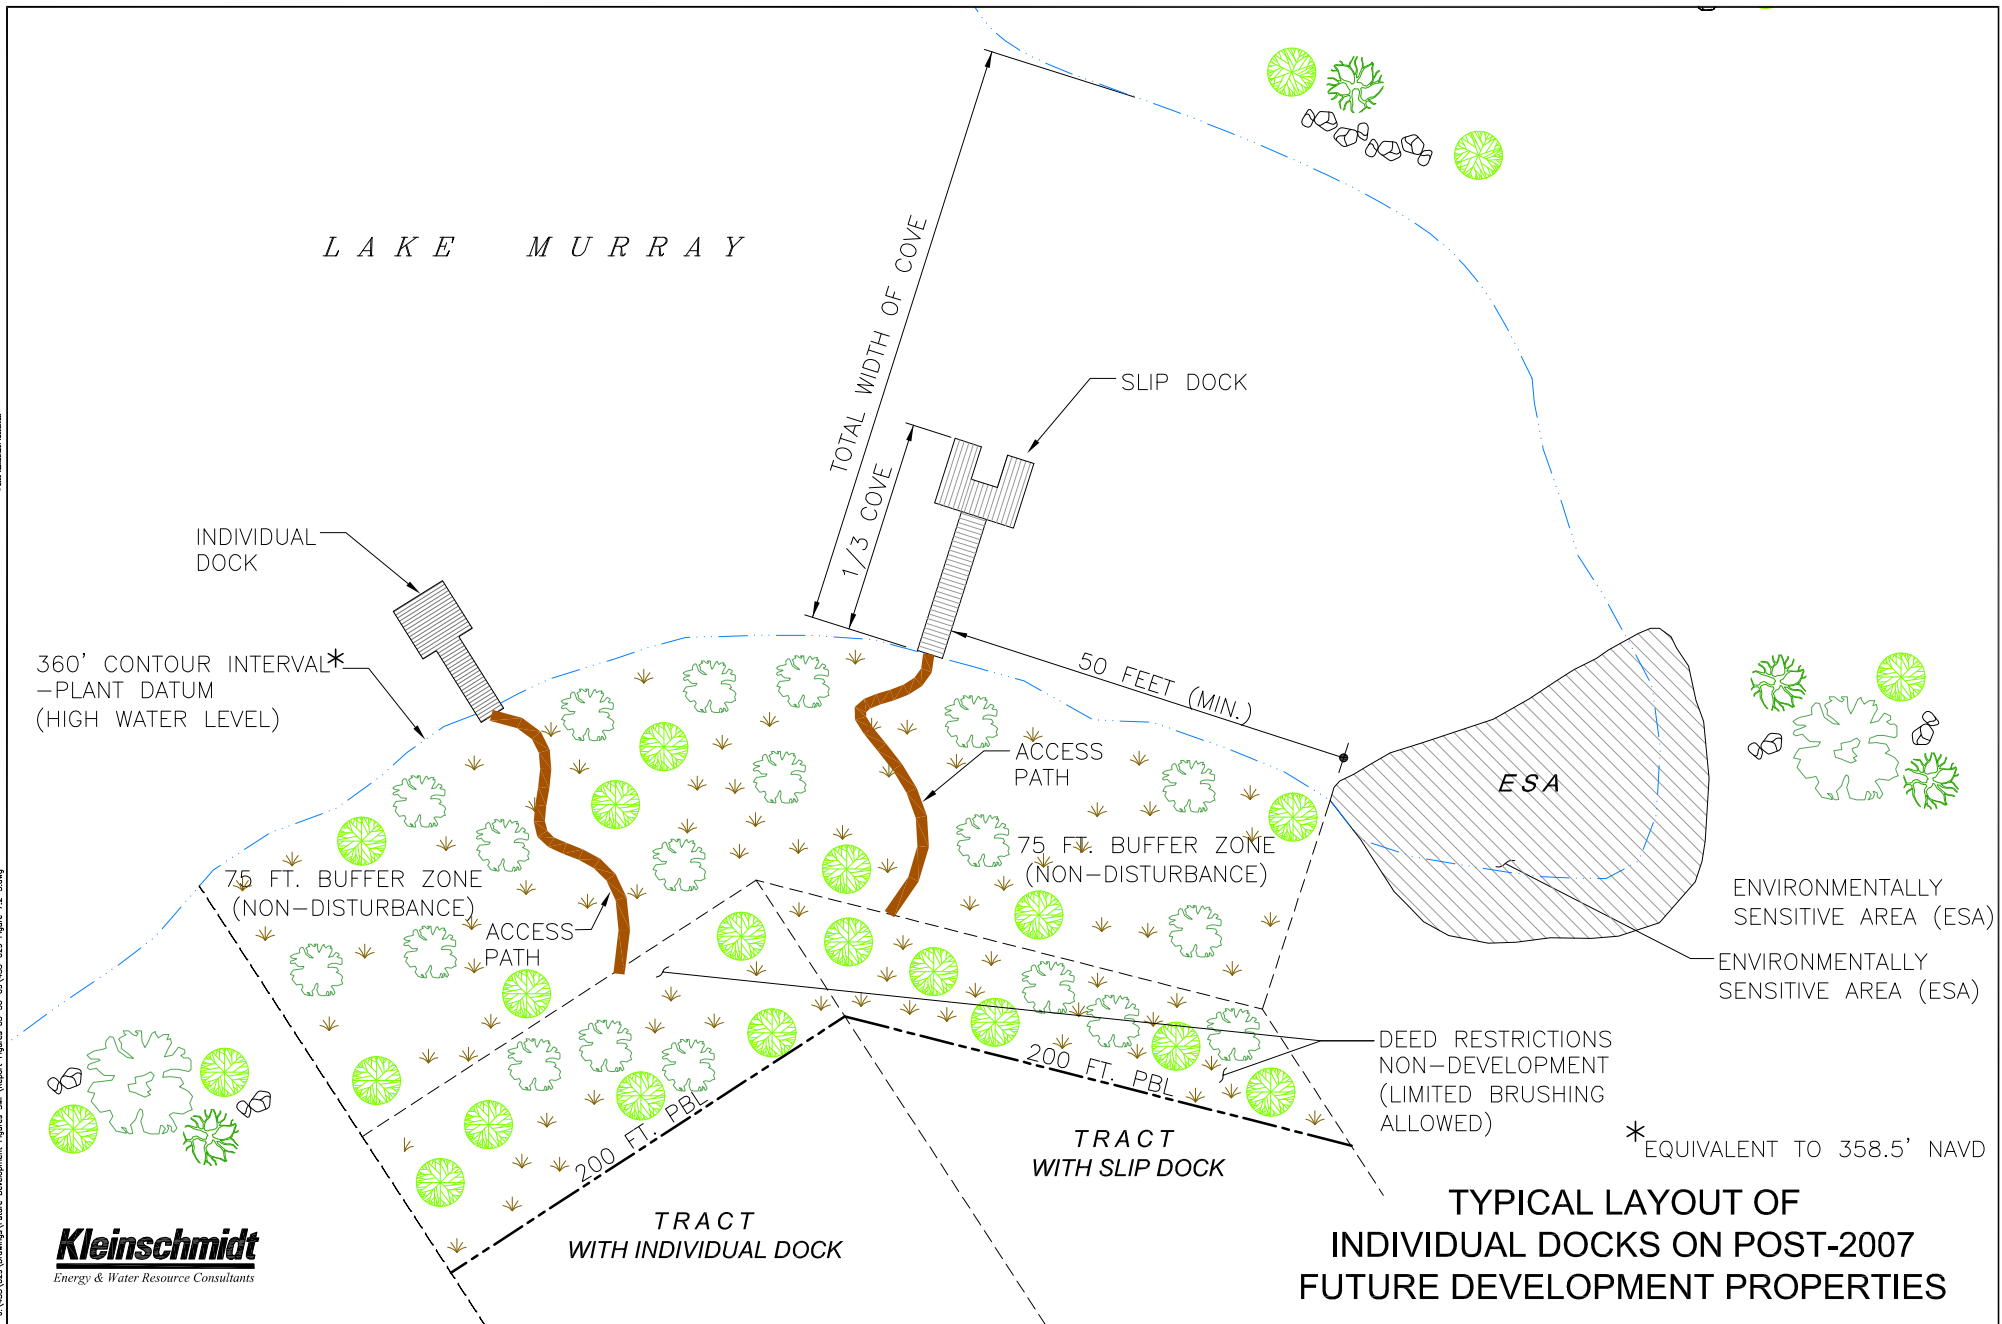 LAKE MURRAY
TOTAL WIDTH OF COVE
SLIP DOCK
1/3 COVE
INDIVIDUAL
DOCK
360' CONTOUR INTERVAL*
-PLANT DATUM
(HIGH WATER LEVEL)
50 FEET (MIN.)
ACCESS
PATH
ESA
75 FT. BUFFER ZONE
(NON-DISTURBANCE)
75 FT. BUFFER ZONE
(NON-DISTURBANCE)
ACCESS
PATH
ENVIRONMENTALLY
SENSITIVE AREA (ESA)
ENVIRONMENTALLY
SENSITIVE AREA (ESA)
DEED RESTRICTIONS
NON-DEVELOPMENT
(LIMITED BRUSHING
ALLOWED)
200 FT. PBL
200 FT. PBL
TRACT
WITH SLIP DOCK
*EQUIVALENT TO 358.5' NAVD
TRACT
WITH INDIVIDUAL DOCK
TYPICAL LAYOUT OF
INDIVIDUAL DOCKS ON POST-2007
FUTURE DEVELOPMENT PROPERTIES
Kleinschmidt
Energy & Water Resource Consultants